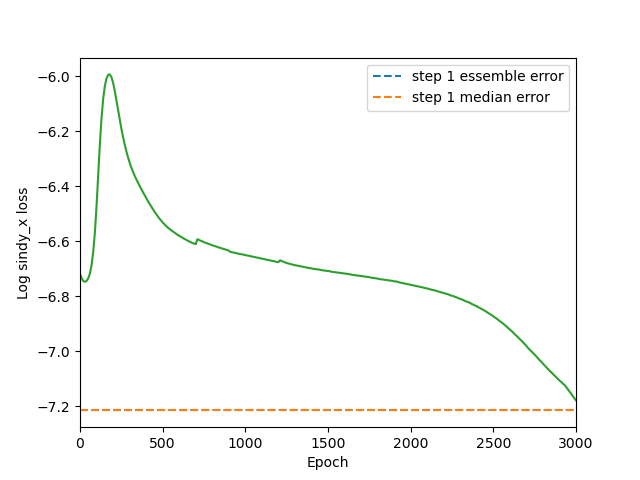 step 1 essemble error
step 1 median error
−6.0
−6.2
−6.4
−6.6
−6.8
−7.0
−7.2
Log sindy_x loss
0 500 1000 1500 2000 2500 3000
Epoch